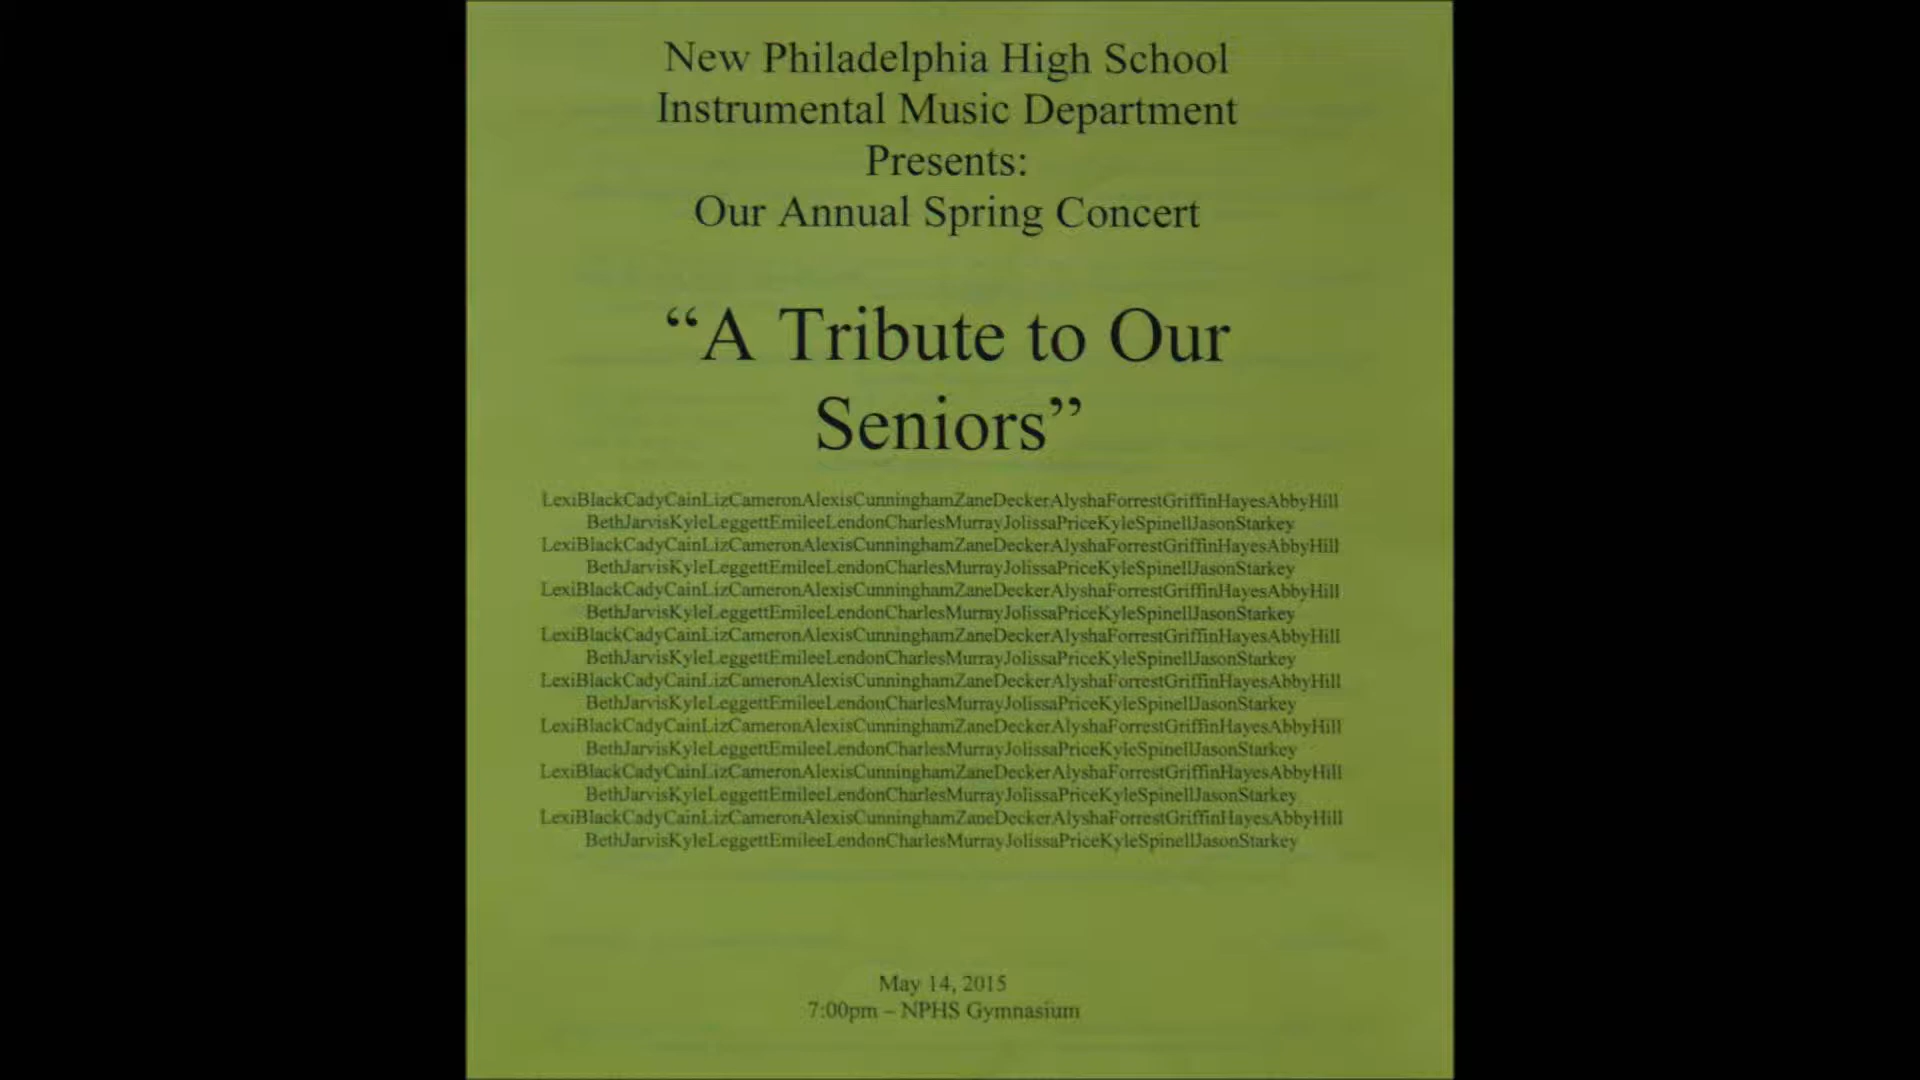 New Philadelphia High School
Instrumental Music Department
Presents:
Our Annual Spring Concert
“A Tribute to Our
Seniors”
LexiBlackCadyCainLizCameronAlexisCunninghamZaneDeckerAlyshaForrestGriffinHayesAbbyHill
BethJarvisKyleLeggettEmileeLendonCharlesMurrayJolissaPriceKyleSpinellJasonStarkey
LexiBlackCadyCainLizCameronAlexisCunninghamZaneDeckerAlyshaForrestGriffinHayesAbbyHill
BethJarvisKyleLeggettEmileeLendonCharlesMurrayJolissaPriceKyleSpinellJasonStarkey
LexiBlackCadyCainLizCameronAlexisCunninghamZaneDeckerAlyshaForrestGriffinHayesAbbyHill
BethJarvisKyleLeggettEmileeLendonCharlesMurrayJolissaPriceKyleSpinellJasonStarkey
LexiBlackCadyCainLizCameronAlexisCunninghamZaneDeckerAlyshaForrestGriffinHayesAbbyHill
BethJarvisKyleLeggettEmileeLendonCharlesMurrayJolissaPriceKyleSpinellJasonStarkey
LexiBlackCadyCainLizCameronAlexisCunninghamZaneDeckerAlyshaForrestGriffinHayesAbbyHill
BethJarvisKyleLeggettEmileeLendonCharlesMurrayJolissaPriceKyleSpinellJasonStarkey
LexiBlackCadyCainLizCameronAlexisCunninghamZaneDeckerAlyshaForrestGriffinHayesAbbyHill
BethJarvisKyleLeggettEmileeLendonCharlesMurrayJolissaPriceKyleSpinellJasonStarkey
LexiBlackCadyCainLizCameronAlexisCunninghamZaneDeckerAlyshaForrestGriffinHayesAbbyHill
BethJarvisKyleLeggettEmileeLendonCharlesMurrayJolissaPriceKyleSpinellJasonStarkey
LexiBlackCadyCainLizCameronAlexisCunninghamZaneDeckerAlyshaForrestGriffinHayesAbbyHill
BethJarvisKyleLeggettEmileeLendonCharlesMurrayJolissaPriceKyleSpinellJasonStarkey
May 14, 2015
7:00pm – NPHS Gymnasium